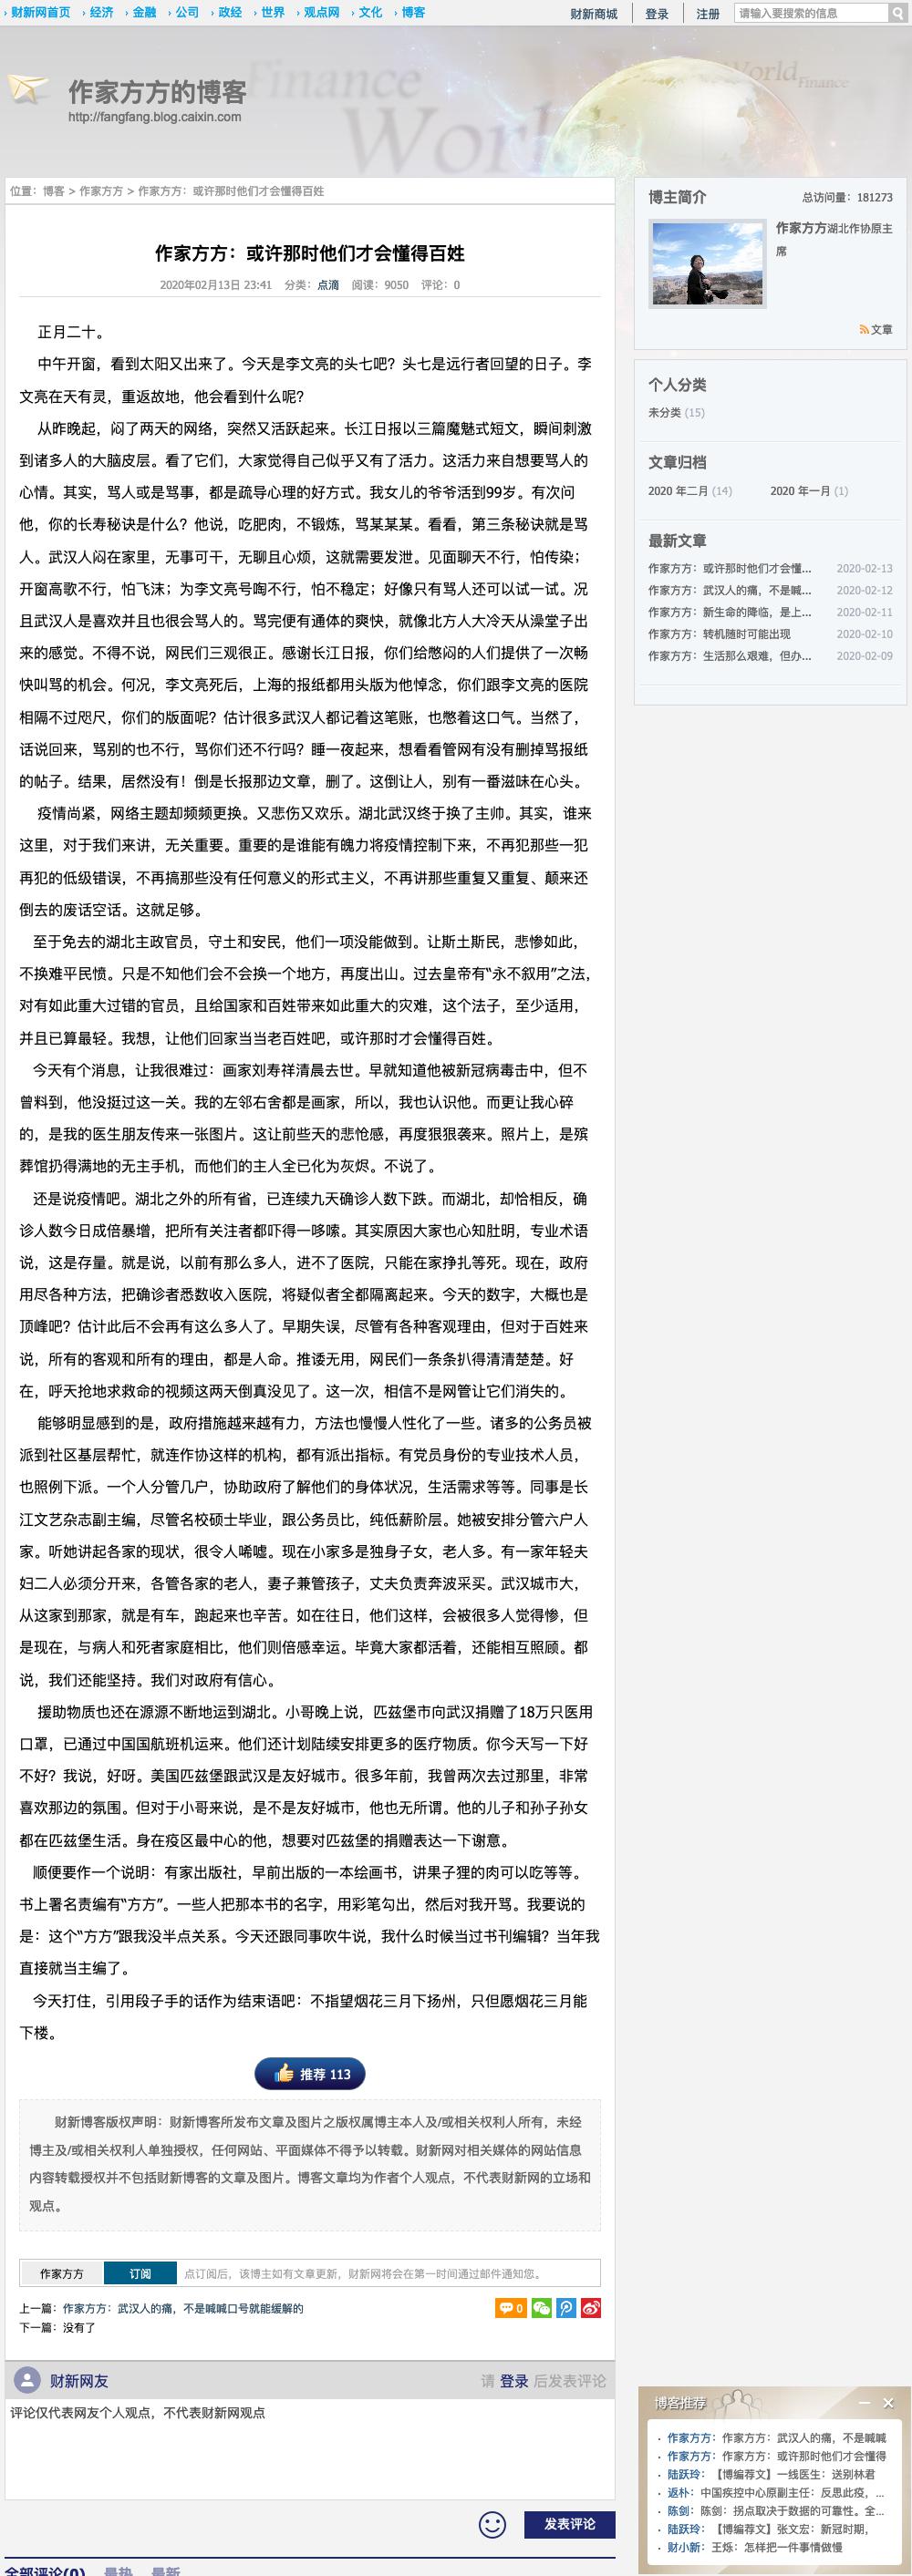 › 财新网首页 › 经济 › 金融 › 公司 › 政经 › 世界 › 观点网 › 文化 › 博客
财新商城 登录 注册 请输入要搜索的信息
Finance
World
World
Finance
作家方方的博客
http://fangfang.blog.caixin.com
位置：博客 > 作家方方 > 作家方方：或许那时他们才会懂得百姓
作家方方：或许那时他们才会懂得百姓
2020年02月13日 23:41 分类：点滴 阅读：9050 评论：0
正月二十。
中午开窗，看到太阳又出来了。今天是李文亮的头七吧？头七是远行者回望的日子。李
文亮在天有灵，重返故地，他会看到什么呢？
从昨晚起，闷了两天的网络，突然又活跃起来。长江日报以三篇魔魅式短文，瞬间刺激
到诸多人的大脑皮层。看了它们，大家觉得自己似乎又有了活力。这活力来自想要骂人的
心情。其实，骂人或是骂事，都是疏导心理的好方式。我女儿的爷爷活到99岁。有次问
他，你的长寿秘诀是什么？他说，吃肥肉，不锻炼，骂某某某。看看，第三条秘诀就是骂
人。武汉人闷在家里，无事可干，无聊且心烦，这就需要发泄。见面聊天不行，怕传染；
开窗高歌不行，怕飞沫；为李文亮号啕不行，怕不稳定；好像只有骂人还可以试一试。况
且武汉人是喜欢并且也很会骂人的。骂完便有通体的爽快，就像北方人大冷天从澡堂子出
来的感觉。不得不说，网民们三观很正。感谢长江日报，你们给憋闷的人们提供了一次畅
快叫骂的机会。何况，李文亮死后，上海的报纸都用头版为他悼念，你们跟李文亮的医院
相隔不过咫尺，你们的版面呢？估计很多武汉人都记着这笔账，也憋着这口气。当然了，
话说回来，骂别的也不行，骂你们还不行吗？睡一夜起来，想看看管网有没有删掉骂报纸
的帖子。结果，居然没有！倒是长报那边文章，删了。这倒让人，别有一番滋味在心头。
疫情尚紧，网络主题却频频更换。又悲伤又欢乐。湖北武汉终于换了主帅。其实，谁来
这里，对于我们来讲，无关重要。重要的是谁能有魄力将疫情控制下来，不再犯那些一犯
再犯的低级错误，不再搞那些没有任何意义的形式主义，不再讲那些重复又重复、颠来还
倒去的废话空话。这就足够。
至于免去的湖北主政官员，守土和安民，他们一项没能做到。让斯土斯民，悲惨如此，
不换难平民愤。只是不知他们会不会换一个地方，再度出山。过去皇帝有“永不叙用”之法，
对有如此重大过错的官员，且给国家和百姓带来如此重大的灾难，这个法子，至少适用，
并且已算最轻。我想，让他们回家当当老百姓吧，或许那时才会懂得百姓。
今天有个消息，让我很难过：画家刘寿祥清晨去世。早就知道他被新冠病毒击中，但不
曾料到，他没挺过这一关。我的左邻右舍都是画家，所以，我也认识他。而更让我心碎
的，是我的医生朋友传来一张图片。这让前些天的悲怆感，再度狠狠袭来。照片上，是殡
葬馆扔得满地的无主手机，而他们的主人全已化为灰烬。不说了。
还是说疫情吧。湖北之外的所有省，已连续九天确诊人数下跌。而湖北，却恰相反，确
诊人数今日成倍暴增，把所有关注者都吓得一哆嗦。其实原因大家也心知肚明，专业术语
说，这是存量。就是说，以前有那么多人，进不了医院，只能在家挣扎等死。现在，政府
用尽各种方法，把确诊者悉数收入医院，将疑似者全都隔离起来。今天的数字，大概也是
顶峰吧？估计此后不会再有这么多人了。早期失误，尽管有各种客观理由，但对于百姓来
说，所有的客观和所有的理由，都是人命。推诿无用，网民们一条条扒得清清楚楚。好
在，呼天抢地求救命的视频这两天倒真没见了。这一次，相信不是网管让它们消失的。
能够明显感到的是，政府措施越来越有力，方法也慢慢人性化了一些。诸多的公务员被
派到社区基层帮忙，就连作协这样的机构，都有派出指标。有党员身份的专业技术人员，
也照例下派。一个人分管几户，协助政府了解他们的身体状况，生活需求等等。同事是长
江文艺杂志副主编，尽管名校硕士毕业，跟公务员比，纯低薪阶层。她被安排分管六户人
家。听她讲起各家的现状，很令人唏嘘。现在小家多是独身子女，老人多。有一家年轻夫
妇二人必须分开来，各管各家的老人，妻子兼管孩子，丈夫负责奔波采买。武汉城市大，
从这家到那家，就是有车，跑起来也辛苦。如在往日，他们这样，会被很多人觉得惨，但
是现在，与病人和死者家庭相比，他们则倍感幸运。毕竟大家都活着，还能相互照顾。都
说，我们还能坚持。我们对政府有信心。
援助物质也还在源源不断地运到湖北。小哥晚上说，匹兹堡市向武汉捐赠了18万只医用
口罩，已通过中国国航班机运来。他们还计划陆续安排更多的医疗物质。你今天写一下好
不好？我说，好呀。美国匹兹堡跟武汉是友好城市。很多年前，我曾两次去过那里，非常
喜欢那边的氛围。但对于小哥来说，是不是友好城市，他也无所谓。他的儿子和孙子孙女
都在匹兹堡生活。身在疫区最中心的他，想要对匹兹堡的捐赠表达一下谢意。
顺便要作一个说明：有家出版社，早前出版的一本绘画书，讲果子狸的肉可以吃等等。
书上署名责编有“方方”。一些人把那本书的名字，用彩笔勾出，然后对我开骂。我要说的
是：这个“方方”跟我没半点关系。今天还跟同事吹牛说，我什么时候当过书刊编辑？当年我
直接就当主编了。
今天打住，引用段子手的话作为结束语吧：不指望烟花三月下扬州，只但愿烟花三月能
下楼。
推荐 113
财新博客版权声明：财新博客所发布文章及图片之版权属博主本人及/或相关权利人所有，未经
博主及/或相关权利人单独授权，任何网站、平面媒体不得予以转载。财新网对相关媒体的网站信息
内容转载授权并不包括财新博客的文章及图片。博客文章均为作者个人观点，不代表财新网的立场和
观点。
作家方方 订阅 点订阅后，该博主如有文章更新，财新网将会在第一时间通过邮件通知您。
上一篇：作家方方：武汉人的痛，不是喊喊口号就能缓解的
0
下一篇：没有了
财新网友 请 登录 后发表评论
评论仅代表网友个人观点，不代表财新网观点
发表评论
全部评论(0) 最热 最新
博主简介 总访问量：181273
作家方方湖北作协原主
席
文章
个人分类
未分类 (15)
文章归档
2020 年二月 (14) 2020 年一月 (1)
最新文章
作家方方：或许那时他们才会懂... 2020-02-13
作家方方：武汉人的痛，不是喊... 2020-02-12
作家方方：新生命的降临，是上... 2020-02-11
作家方方：转机随时可能出现 2020-02-10
作家方方：生活那么艰难，但办... 2020-02-09
博客推荐
· 作家方方：作家方方：武汉人的痛，不是喊喊
· 作家方方：作家方方：或许那时他们才会懂得
· 陆跃玲：【博编荐文】一线医生：送别林君
· 返朴：中国疾控中心原副主任：反思此疫，...
· 陈剑：陈剑：拐点取决于数据的可靠性。全...
· 陆跃玲：【博编荐文】张文宏：新冠时期，
· 财小新：王烁：怎样把一件事情做慢